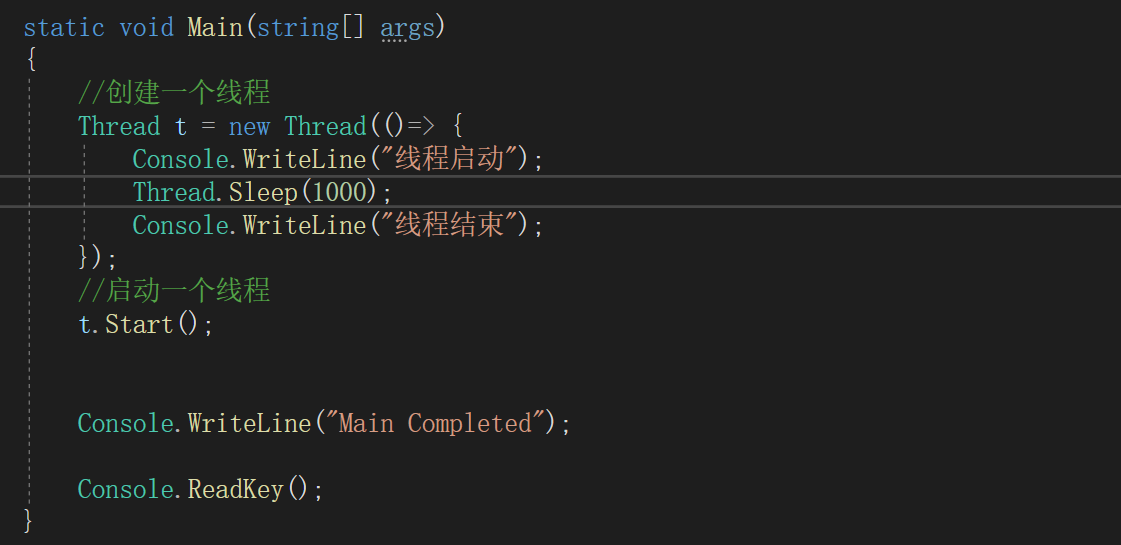 static void Main(string[] args)
{
//创建一个线程
Thread t = new Thread(()=> {
Console.WriteLine("线程启动");
Thread.Sleep(1000);
Console.WriteLine("线程结束");
});
//启动一个线程
t.Start();
Console.WriteLine("Main Completed");
Console.ReadKey();
}